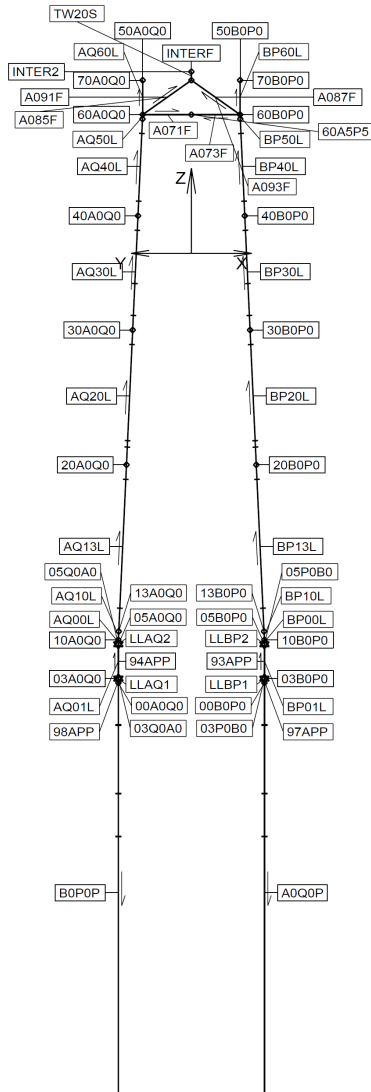 TW20S
50A0Q0 50B0P0
AQ60L INTERF BP60L
INTER2
70A0Q0 70B0P0
A091F A087F
60A0Q0 60B0P0
A085F A071F 60A5P5
AQ50L A073F BP50L
AQ40L BP40L
Z A093F
40A0Q0 40B0P0
Y X
AQ30L BP30L
30A0Q0 30B0P0
AQ20L BP20L
20A0Q0 20B0P0
AQ13L BP13L
05Q0A0 05P0B0
AQ10L 13A0Q0 13B0P0 BP10L
AQ00L 05A0Q0 05B0P0 BP00L
10A0Q0 LLAQ2 LLBP2 10B0P0
94APP 93APP
03A0Q0 LLAQ1 LLBP1 03B0P0
AQ01L 00A0Q0 00B0P0 BP01L
98APP 03Q0A0 03P0B0 97APP
B0P0P A0Q0P